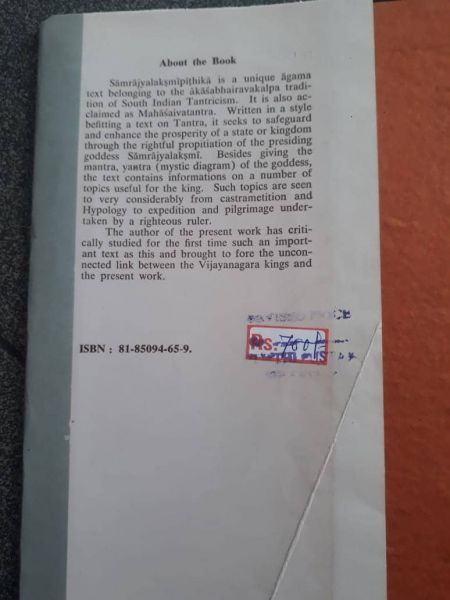 About the Book
Sāmrājyalakṣmīpīṭhikā is a unique āgama
text belonging to the ākāśabhairavakalpa tradi-
tion of South Indian Tantricism. It is also ac-
claimed as Mahāśaivatantra. Written in a style
befitting a text on Tantra, it seeks to safeguard
and enhance the prosperity of a state or kingdom
through the rightful propitiation of the presiding
goddess Sāmrājyalakṣmī. Besides giving the
mantra, yantra (mystic diagram) of the goddess,
the text contains informations on a number of
topics useful for the king. Such topics are seen
to very considerably from castrametition and
Hypology to expedition and pilgrimage under-
taken by a righteous ruler.
The author of the present work has criti-
cally studied for the first time such an import-
ant text as this and brought to fore the uncon-
nected link between the Vijayanagara kings and
the present work.
ISBN : 81-85094-65-9.
Rs.